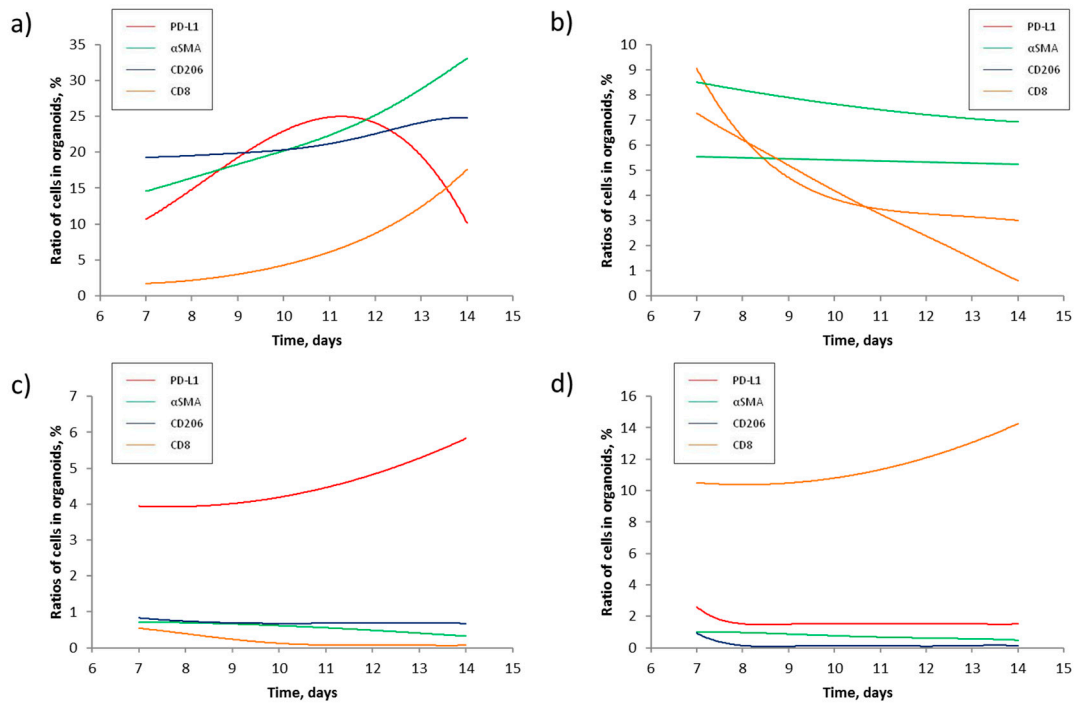 a)
PD-L1
αSMA
CD206
CD8
Ratio of cells in organoids, %
35
30
25
20
15
10
5
0
6 7 8 9 10 11 12 13 14 15
Time, days
b)
PD-L1
αSMA
CD206
CD8
Ratios of cells in organoids, %
10
9
8
7
6
5
4
3
2
1
0
6 7 8 9 10 11 12 13 14 15
Time, days
c)
PD-L1
αSMA
CD206
CD8
Ratios of cells in organoids, %
7
6
5
4
3
2
1
0
6 7 8 9 10 11 12 13 14 15
Time, days
d)
PD-L1
αSMA
CD206
CD8
Ratios of cells in organoids, %
16
14
12
10
8
6
4
2
0
6 7 8 9 10 11 12 13 14 15
Time, days